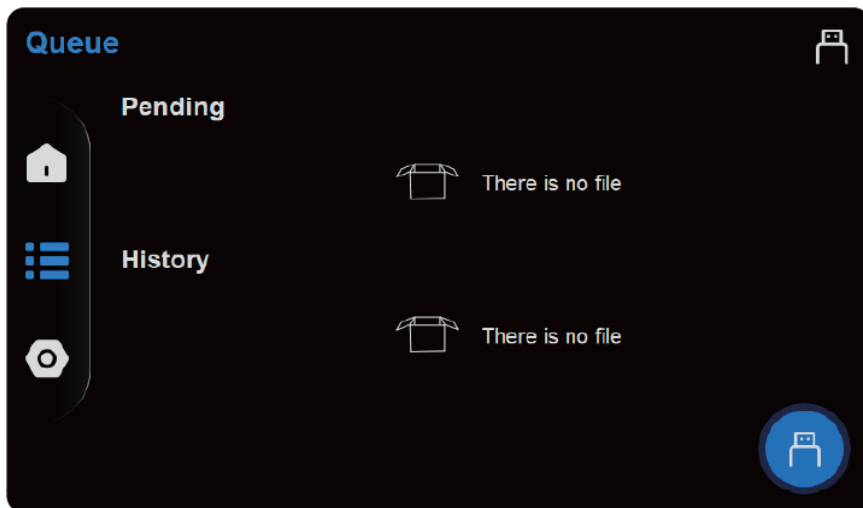 Queue
Pending
There is no file
History
There is no file